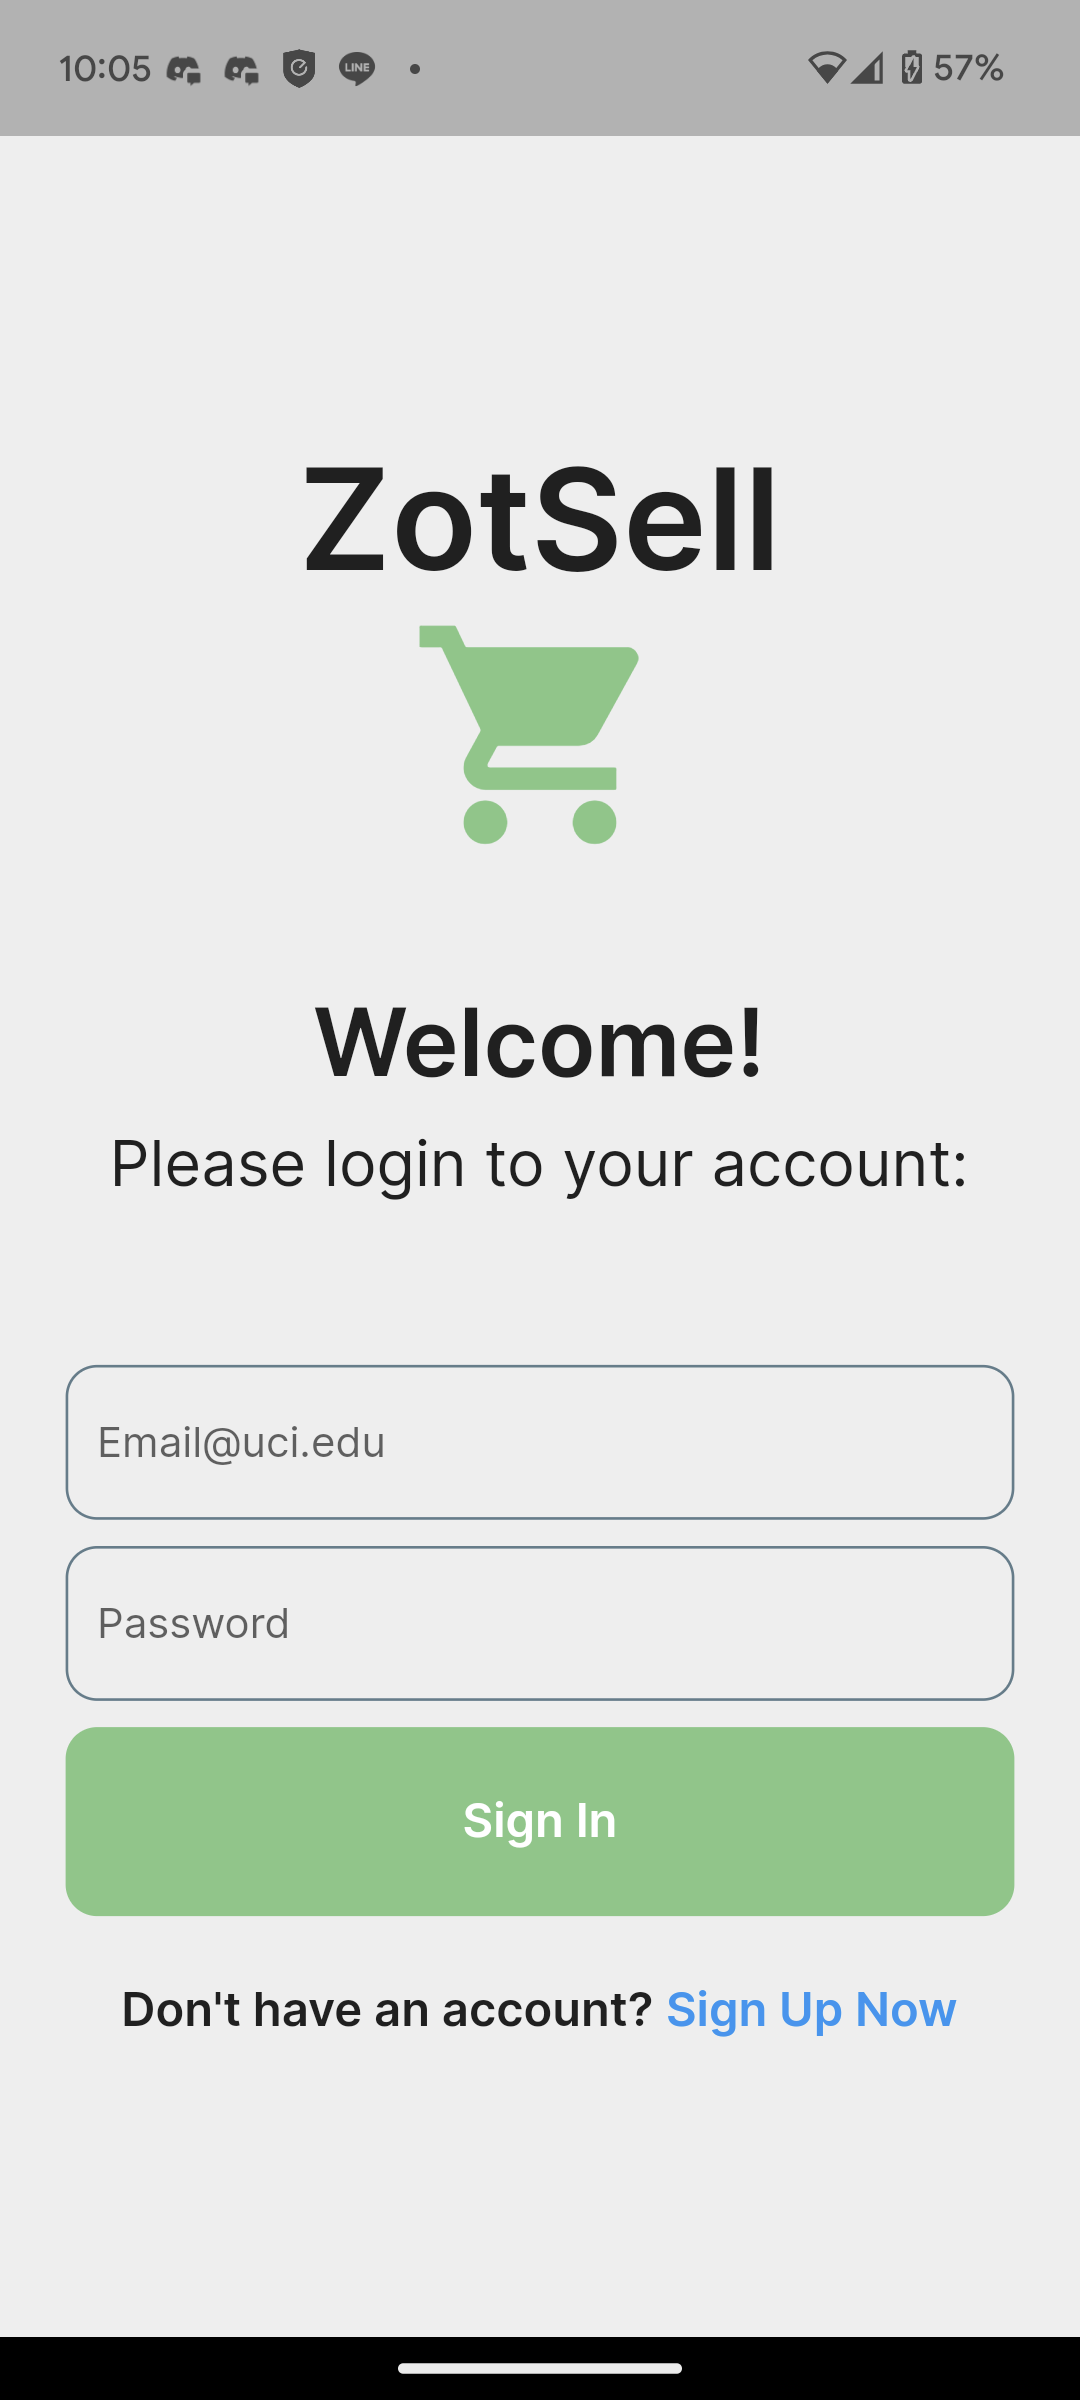 10:05 LINE 57%
ZotSell
Welcome!
Please login to your account:
Email@uci.edu
Password
Sign In
Don't have an account? Sign Up Now